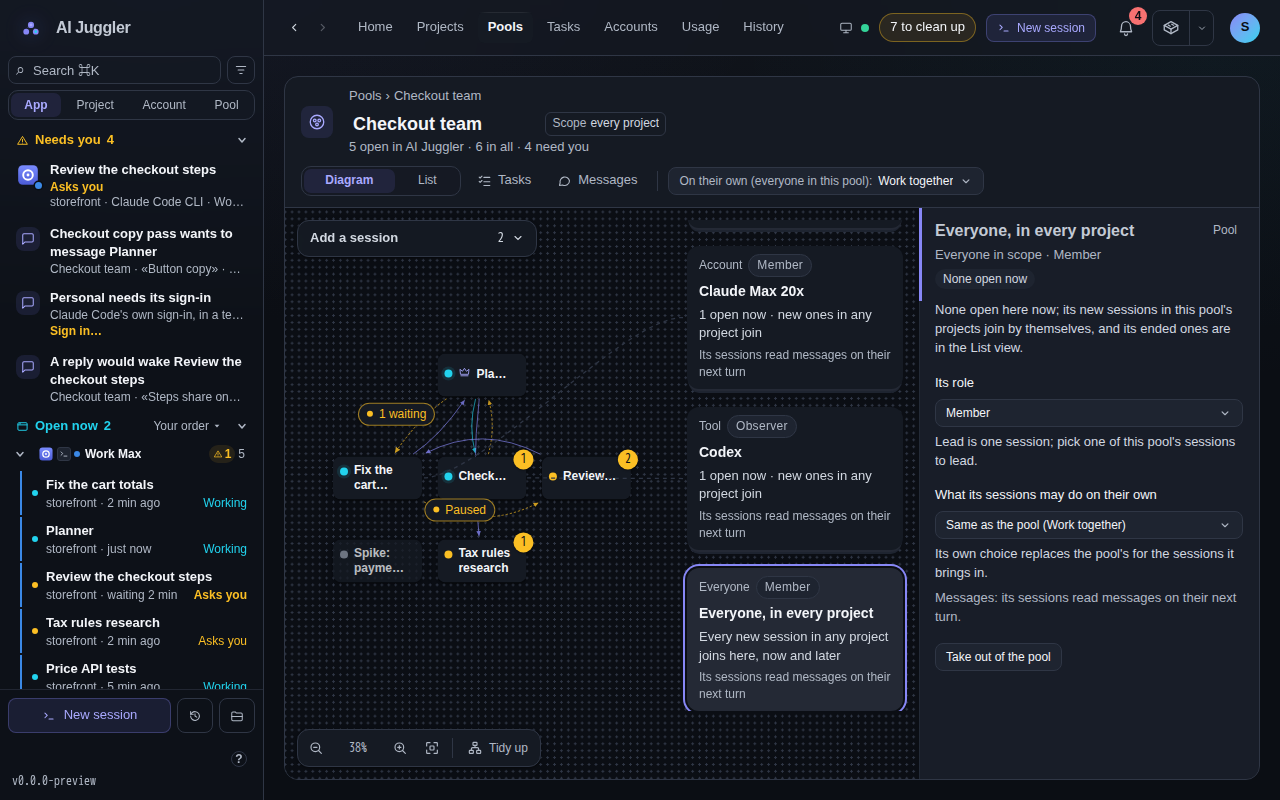 AI Juggler
Search ⌘K
App Project Account Pool
Needs you 4
Review the checkout steps
Asks you
storefront · Claude Code CLI · Wo…
Checkout copy pass wants to message Planner
Checkout team · «Button copy» · …
Personal needs its sign-in
Claude Code's own sign-in, in a te…
Sign in…
A reply would wake Review the checkout steps
Checkout team · «Steps share on…
Open now 2 Your order
Work Max 1 5
Fix the cart totals
storefront · 2 min ago Working
Planner
storefront · just now Working
Review the checkout steps
storefront · waiting 2 min Asks you
Tax rules research
storefront · 2 min ago Asks you
Price API tests
storefront · 5 min ago Working
New session
?
v0.0.0-preview
Home Projects Pools Tasks Accounts Usage History
7 to clean up
New session
4
S
Pools › Checkout team
Checkout team
Scope every project
5 open in AI Juggler · 6 in all · 4 need you
Diagram List Tasks Messages
On their own (everyone in this pool): Work together
Add a session 2
Pla…
1 waiting
Fix the cart…
Check… 1
Review… 2
Paused
Spike: payme…
Tax rules research 1
Account Member
Claude Max 20x
1 open now · new ones in any project join
Its sessions read messages on their next turn
Tool Observer
Codex
1 open now · new ones in any project join
Its sessions read messages on their next turn
Everyone Member
Everyone, in every project
Every new session in any project joins here, now and later
Its sessions read messages on their next turn
38%
Tidy up
Everyone, in every project Pool
Everyone in scope · Member
None open now
None open here now; its new sessions in this pool's projects join by themselves, and its ended ones are in the List view.
Its role
Member
Lead is one session; pick one of this pool's sessions to lead.
What its sessions may do on their own
Same as the pool (Work together)
Its own choice replaces the pool's for the sessions it brings in.
Messages: its sessions read messages on their next turn.
Take out of the pool